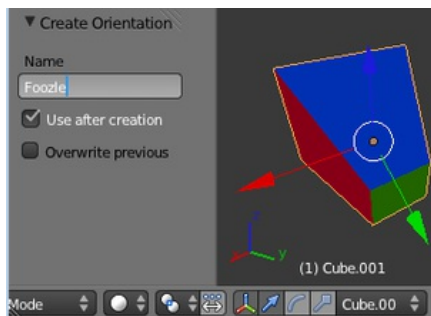 Create Orientation
Name
Foozle
Use after creation
Overwrite previous
z
y
(1) Cube.001
Mode
Cube.00